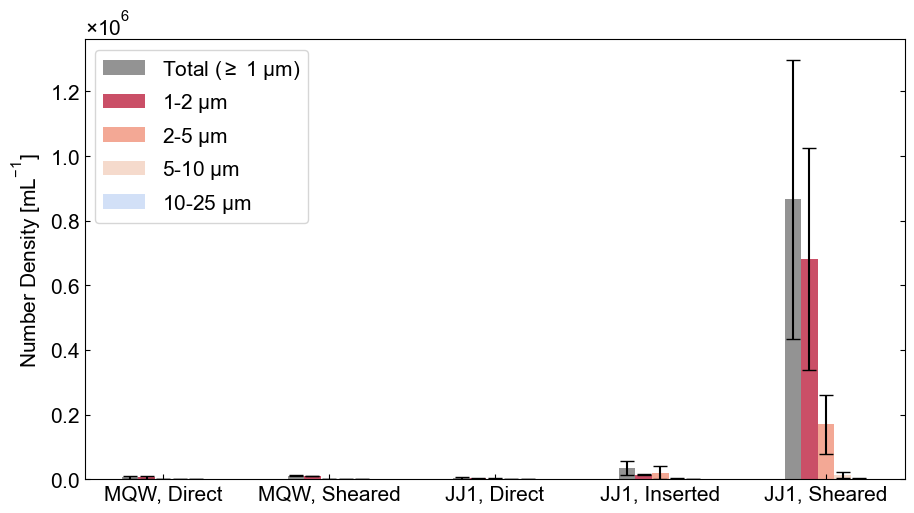 ×10⁶
Total (≥ 1 µm)
1-2 µm
2-5 µm
5-10 µm
10-25 µm
1.2
1.0
0.8
0.6
0.4
0.2
0.0
Number Density [mL⁻¹]
MQW, Direct
MQW, Sheared
JJ1, Direct
JJ1, Inserted
JJ1, Sheared